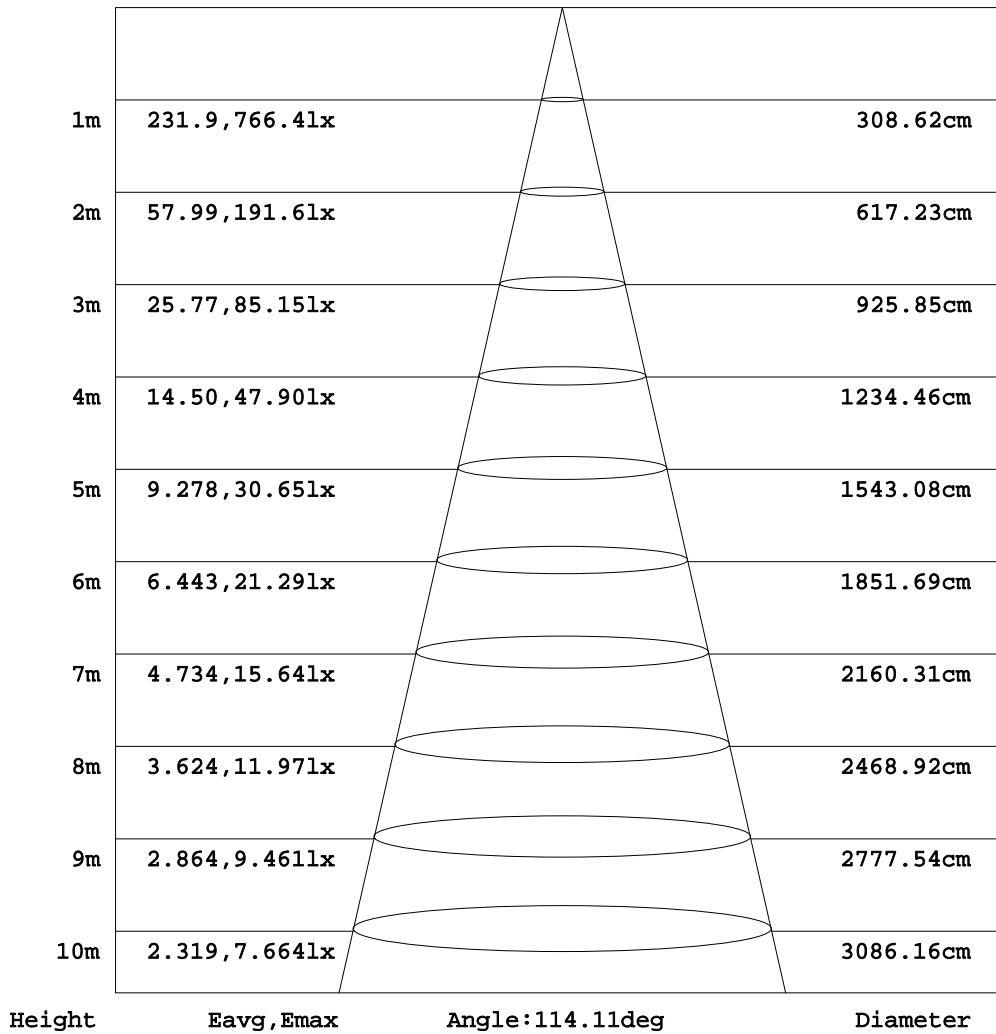 1m 231.9,766.4lx 308.62cm
2m 57.99,191.6lx 617.23cm
3m 25.77,85.15lx 925.85cm
4m 14.50,47.90lx 1234.46cm
5m 9.278,30.65lx 1543.08cm
6m 6.443,21.29lx 1851.69cm
7m 4.734,15.64lx 2160.31cm
8m 3.624,11.97lx 2468.92cm
9m 2.864,9.461lx 2777.54cm
10m 2.319,7.664lx 3086.16cm
Height Eavg,Emax Angle:114.11deg Diameter